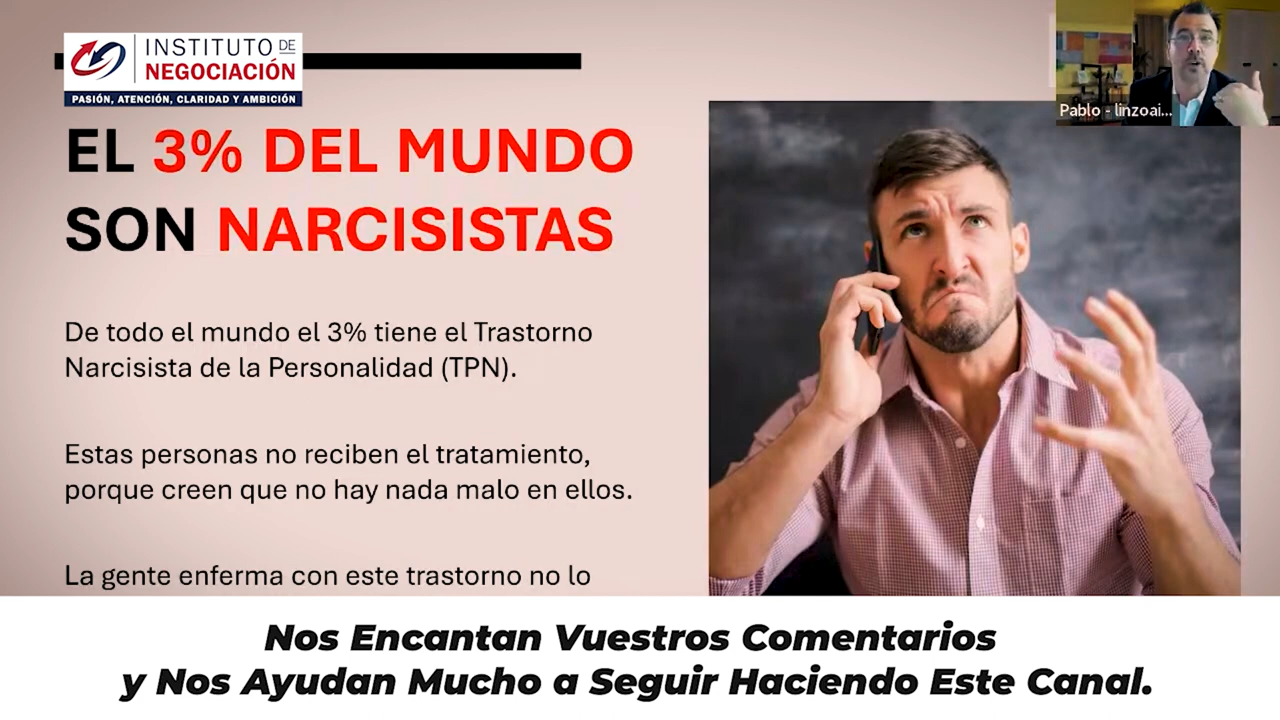 INSTITUTO DE
NEGOCIACIÓN
PASIÓN, ATENCIÓN, CLARIDAD Y AMBICIÓN
EL 3% DEL MUNDO
SON NARCISISTAS
De todo el mundo el 3% tiene el Trastorno
Narcisista de la Personalidad (TPN).
Estas personas no reciben el tratamiento,
porque creen que no hay nada malo en ellos.
La gente enferma con este trastorno no lo
Pablo - linzoai...
Nos Encantan Vuestros Comentarios
y Nos Ayudan Mucho a Seguir Haciendo Este Canal.